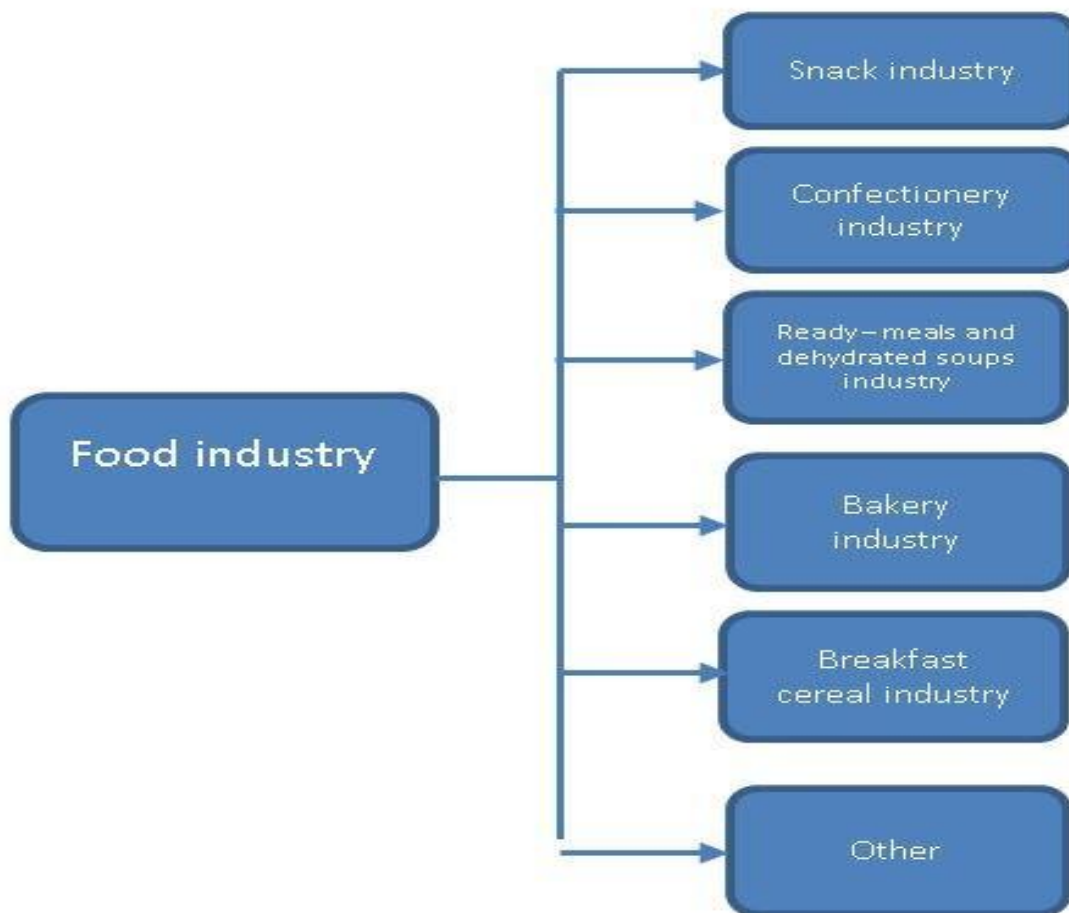 Snack industry
Confectionery
industry
Ready–meals and
dehydrated soups
industry
Food industry
Bakery
industry
Breakfast
cereal industry
Other